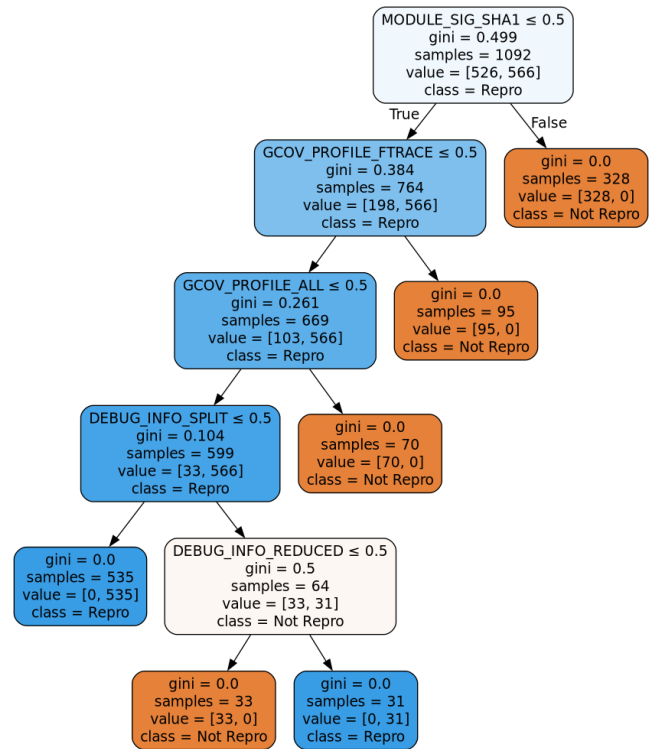 MODULE_SIG_SHA1 ≤ 0.5
gini = 0.499
samples = 1092
value = [526, 566]
class = Repro
True
False
GCOV_PROFILE_FTRACE ≤ 0.5
gini = 0.384
samples = 764
value = [198, 566]
class = Repro
gini = 0.0
samples = 328
value = [328, 0]
class = Not Repro
GCOV_PROFILE_ALL ≤ 0.5
gini = 0.261
samples = 669
value = [103, 566]
class = Repro
gini = 0.0
samples = 95
value = [95, 0]
class = Not Repro
DEBUG_INFO_SPLIT ≤ 0.5
gini = 0.104
samples = 599
value = [33, 566]
class = Repro
gini = 0.0
samples = 70
value = [70, 0]
class = Not Repro
gini = 0.0
samples = 535
value = [0, 535]
class = Repro
DEBUG_INFO_REDUCED ≤ 0.5
gini = 0.5
samples = 64
value = [33, 31]
class = Not Repro
gini = 0.0
samples = 33
value = [33, 0]
class = Not Repro
gini = 0.0
samples = 31
value = [0, 31]
class = Repro